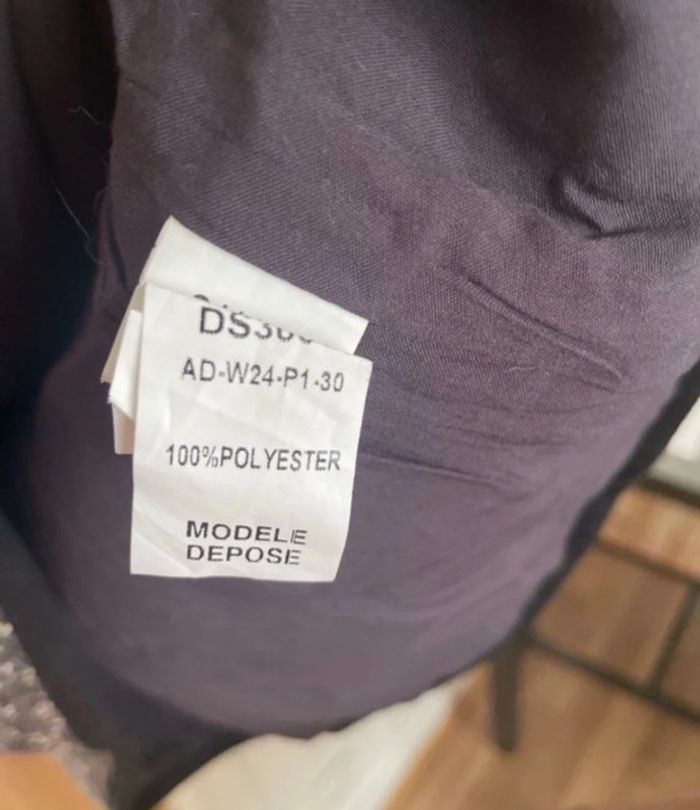 AD-W24-P1-30
100%POLYESTER
MODELE
DEPOSE